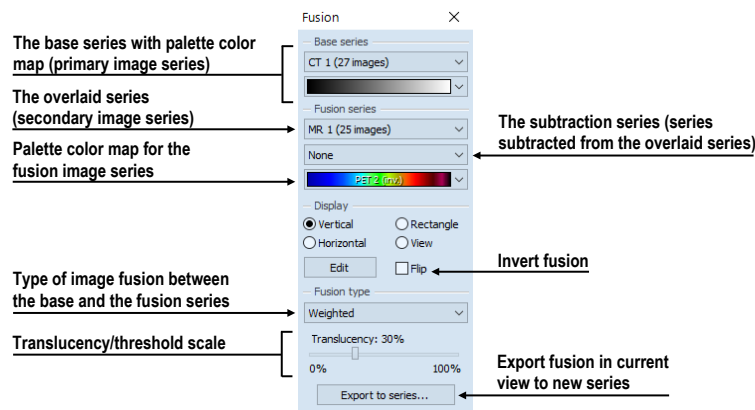 Fusion
The base series with palette color
map (primary image series)
Base series
CT 1 (27 images)
The overlaid series
(secondary image series)
Fusion series
MR 1 (25 images)
The subtraction series (series
subtracted from the overlaid series)
Palette color map for the
fusion image series
None
PET 2 (inv.)
Display
Vertical
Rectangle
Horizontal
View
Edit
Flip
Invert fusion
Type of image fusion between
the base and the fusion series
Fusion type
Weighted
Translucency/threshold scale
Translucency: 30%
0%
100%
Export to series...
Export fusion in current
view to new series